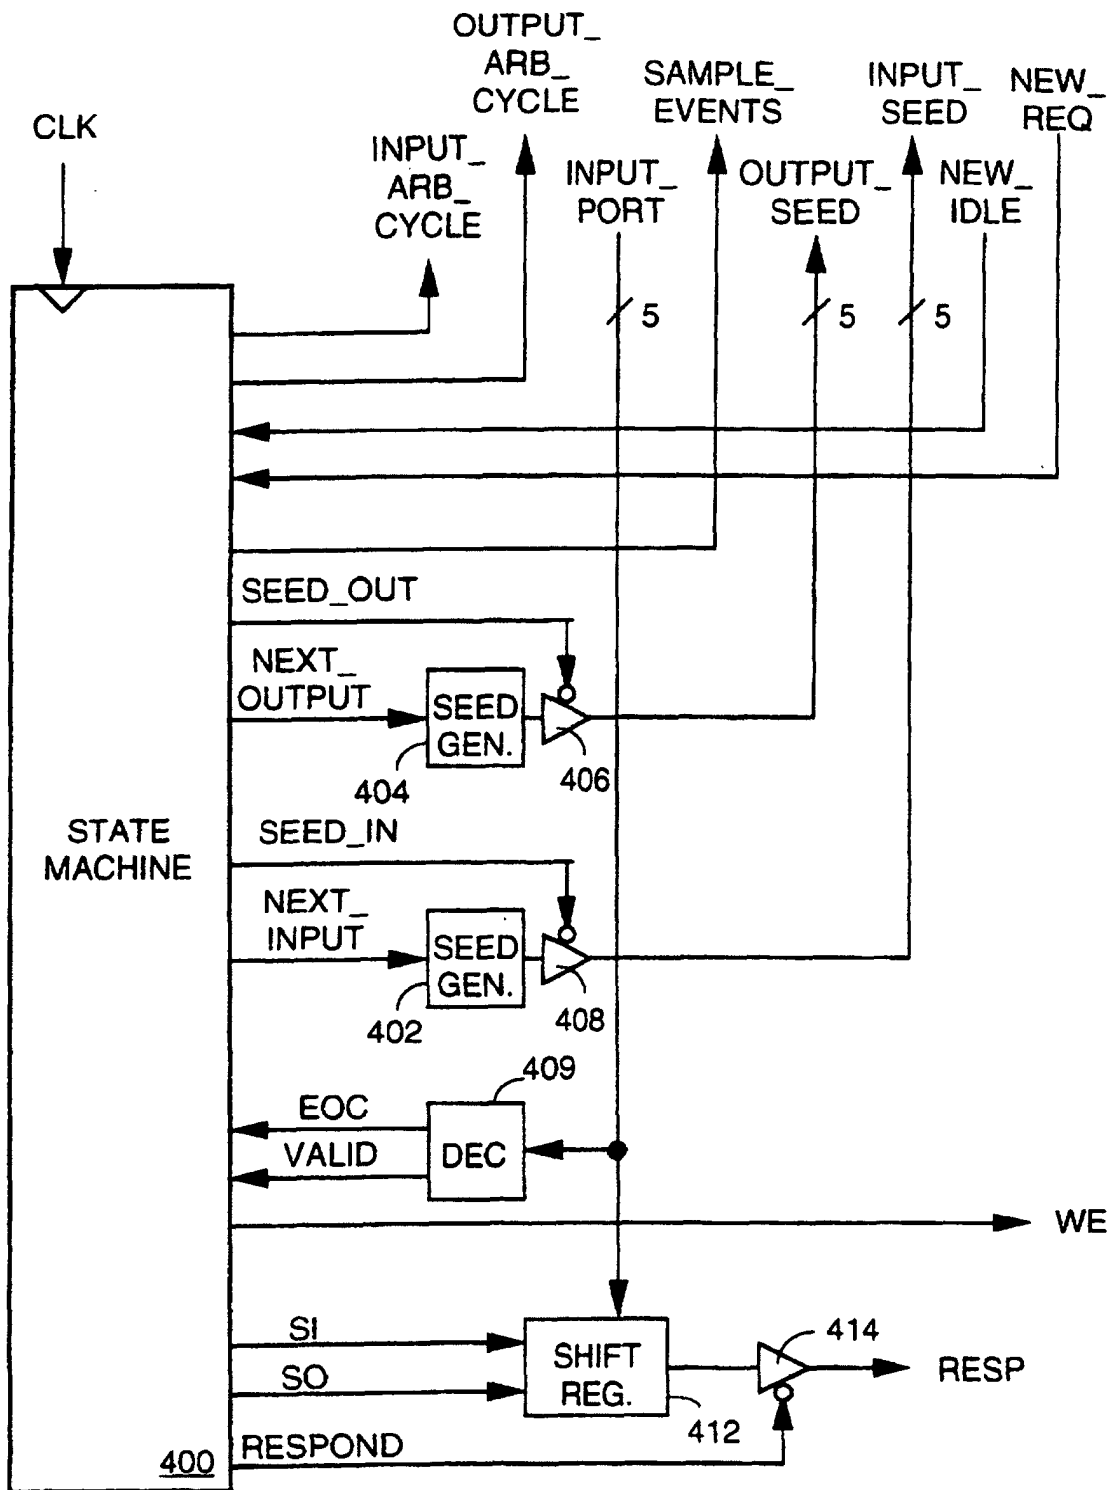 OUTPUT_
ARB_
CYCLE
SAMPLE_
EVENTS
INPUT_
SEED
NEW_
REQ
CLK
INPUT_
ARB_
CYCLE
INPUT_
PORT
OUTPUT_
SEED
NEW_
IDLE
5
5
5
SEED_OUT
NEXT_
OUTPUT
SEED
GEN.
404
406
STATE
MACHINE
SEED_IN
NEXT_
INPUT
SEED
GEN.
402
408
409
EOC
VALID
DEC
WE
SI
SO
SHIFT
REG.
414
RESP
412
RESPOND
400